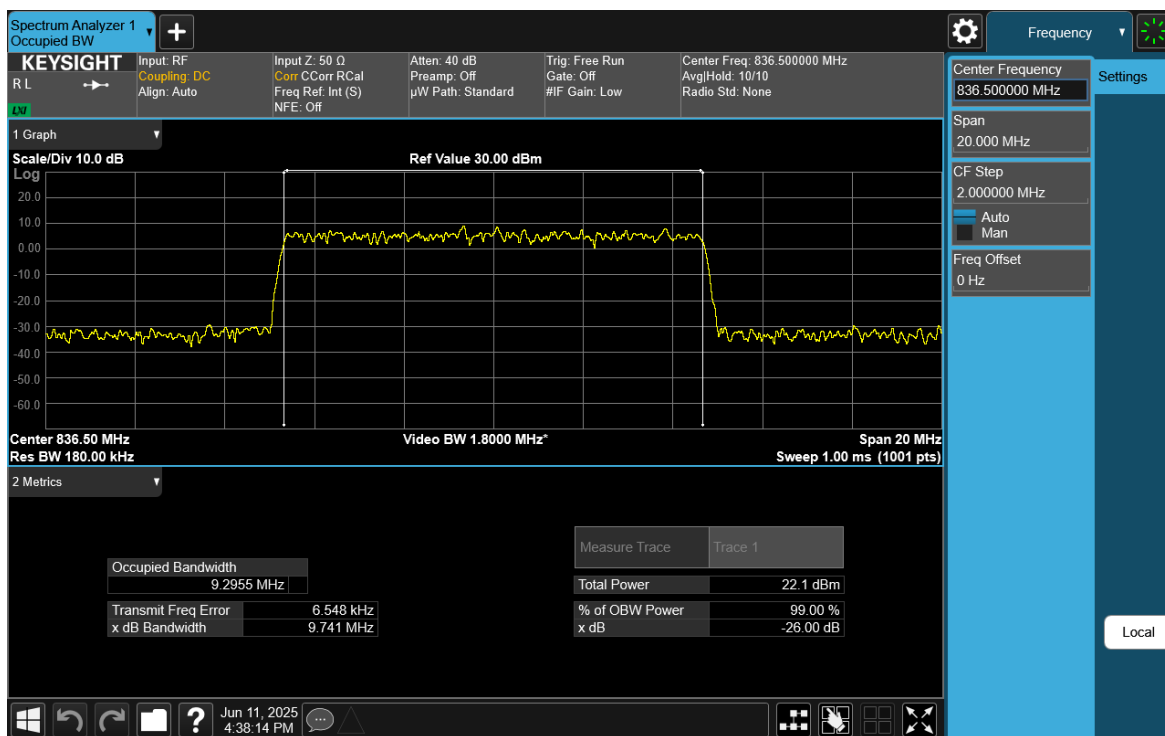 Spectrum Analyzer 1
Occupied BW
+
Frequency
KEYSIGHT
R L
LXI
Input: RF
Coupling: DC
Align: Auto
Input Z: 50 Ω
Corr CCorr RCal
Freq Ref: Int (S)
NFE: Off
Atten: 40 dB
Preamp: Off
µW Path: Standard
Trig: Free Run
Gate: Off
#IF Gain: Low
Center Freq: 836.500000 MHz
Avg|Hold: 10/10
Radio Std: None
Center Frequency
836.500000 MHz
Settings
Span
20.000 MHz
CF Step
2.000000 MHz
Auto
Man
Freq Offset
0 Hz
Local
1 Graph
Scale/Div 10.0 dB
Ref Value 30.00 dBm
Log
20.0
10.0
0.00
-10.0
-20.0
-30.0
-40.0
-50.0
-60.0
Center 836.50 MHz
Video BW 1.8000 MHz*
Span 20 MHz
Res BW 180.00 kHz
Sweep 1.00 ms (1001 pts)
2 Metrics
Measure Trace Trace 1
Occupied Bandwidth
9.2955 MHz
Total Power 22.1 dBm
Transmit Freq Error 6.548 kHz
% of OBW Power 99.00 %
x dB Bandwidth 9.741 MHz
x dB -26.00 dB
?
Jun 11, 2025
4:38:14 PM